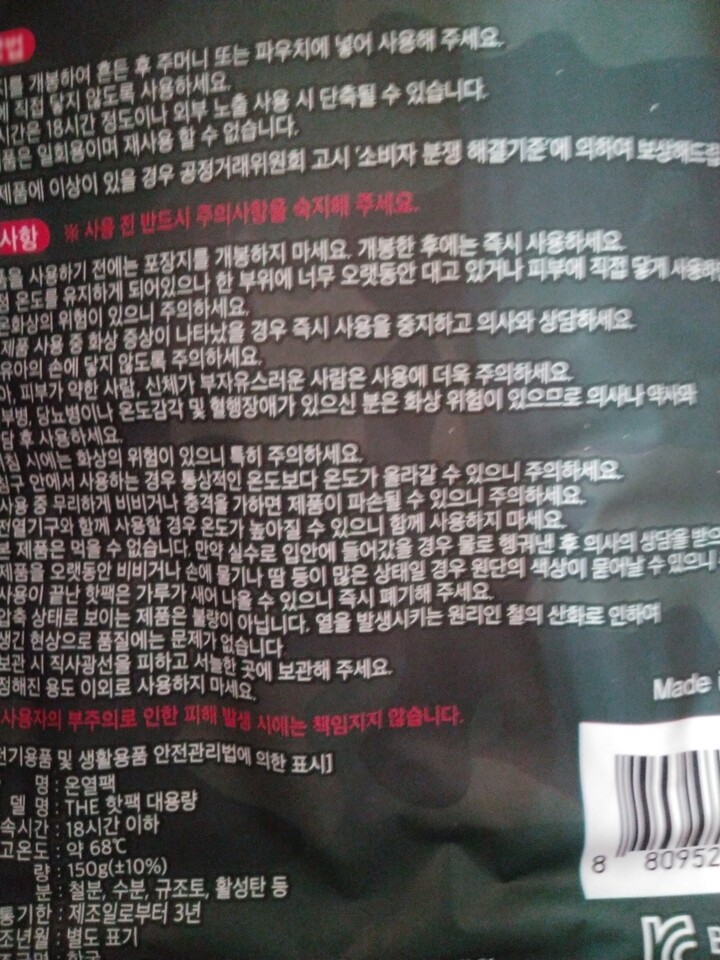 법
지를 개봉하여 흔든 후 주머니 또는 파우치에 넣어 사용해 주세요.
에 직접 닿지 않도록 사용하세요.
시간은 18시간 정도이나 외부 노출 사용 시 단축될 수 있습니다.
품은 일회용이며 재사용 할 수 없습니다.
제품에 이상이 있을 경우 공정거래위원회 고시 '소비자 분쟁 해결기준'에 의하여 보상해드립
사항 ※ 사용 전 반드시 주의사항을 숙지해 주세요.
품을 사용하기 전에는 포장지를 개봉하지 마세요. 개봉한 후에는 즉시 사용하세요.
정 온도를 유지하게 되어있으나 한 부위에 너무 오랫동안 대고 있거나 피부에 직접 닿게 사용하
온화상의 위험이 있으니 주의하세요.
제품 사용 중 화상 증상이 나타났을 경우 즉시 사용을 중지하고 의사와 상담하세요.
유아의 손에 닿지 않도록 주의하세요.
아, 피부가 약한 사람, 신체가 부자유스러운 사람은 사용에 더욱 주의하세요.
부병, 당뇨병이나 온도감각 및 혈행장애가 있으신 분은 화상 위험이 있으므로 의사나 약사와
담 후 사용하세요.
침 시에는 화상의 위험이 있으니 특히 주의하세요.
침구 안에서 사용하는 경우 통상적인 온도보다 온도가 올라갈 수 있으니 주의하세요.
사용 중 무리하게 비비거나 충격을 가하면 제품이 파손될 수 있으니 주의하세요.
전열기구와 함께 사용할 경우 온도가 높아질 수 있으니 함께 사용하지 마세요.
본 제품은 먹을 수 없습니다. 만약 실수로 입안에 들어갔을 경우 물로 헹궈낸 후 의사의 상담을 받으
제품을 오랫동안 비비거나 손에 물기나 땀 등이 많은 상태일 경우 원단의 색상이 묻어날 수 있으니
사용이 끝난 핫팩은 가루가 새어 나올 수 있으니 즉시 폐기해 주세요.
압축 상태로 보이는 제품은 불량이 아닙니다. 열을 발생시키는 원리인 철의 산화로 인하여
생긴 현상으로 품질에는 문제가 없습니다.
보관 시 직사광선을 피하고 서늘한 곳에 보관해 주세요.
정해진 용도 이외로 사용하지 마세요.
사용자의 부주의로 인한 피해 발생 시에는 책임지지 않습니다.
전기용품 및 생활용품 안전관리법에 의한 표시]
명 : 온열팩
델 명 : THE 핫팩 대용량
속시간 : 18시간 이하
고온도 : 약 68℃
량 : 150g(±10%)
분 : 철분, 수분, 규조토, 활성탄 등
통기한 : 제조일로부터 3년
조년월 : 별도 표기
조국명 : 한국
Made i
8 80952